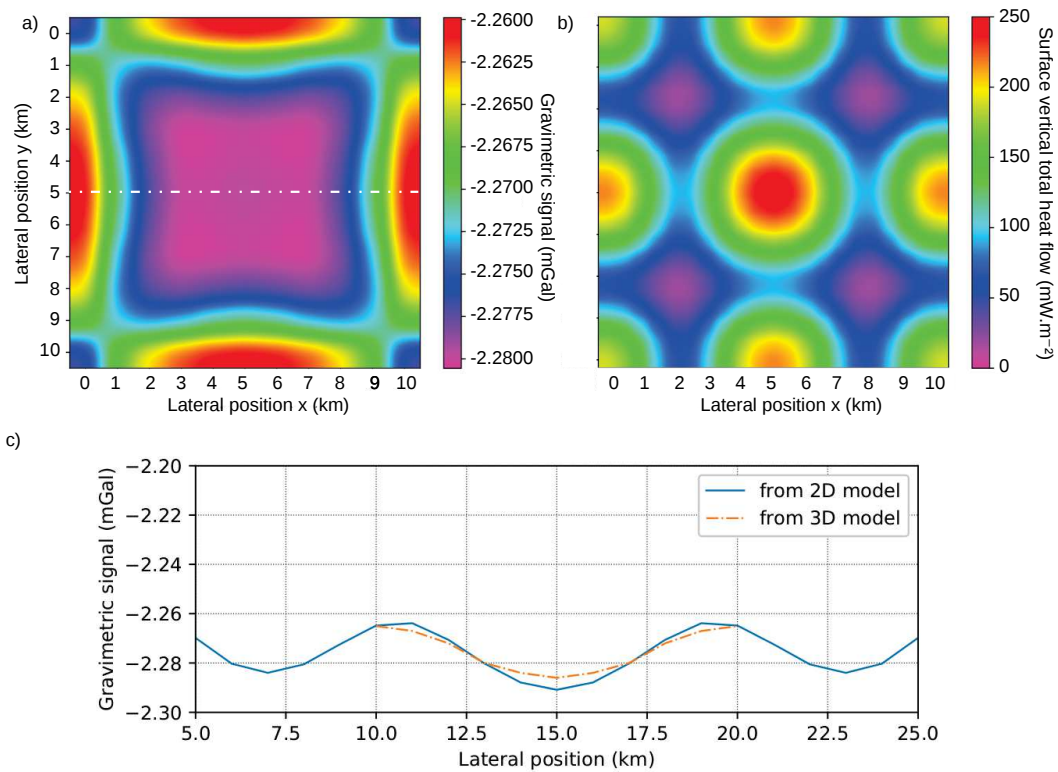 a)
0
1
2
3
4
5
6
7
8
9
10
Lateral position y (km)
0 1 2 3 4 5 6 7 8 9 10
Lateral position x (km)
-2.2600
-2.2625
-2.2650
-2.2675
-2.2700
-2.2725
-2.2750
-2.2775
-2.2800
Gravimetric signal (mGal)
b)
0 1 2 3 4 5 6 7 8 9 10
Lateral position x (km)
250
200
150
100
50
0
Surface vertical total heat flow (mW.m⁻²)
c)
−2.20
−2.22
−2.24
−2.26
−2.28
−2.30
Gravimetric signal (mGal)
from 2D model
from 3D model
5.0 7.5 10.0 12.5 15.0 17.5 20.0 22.5 25.0
Lateral position (km)